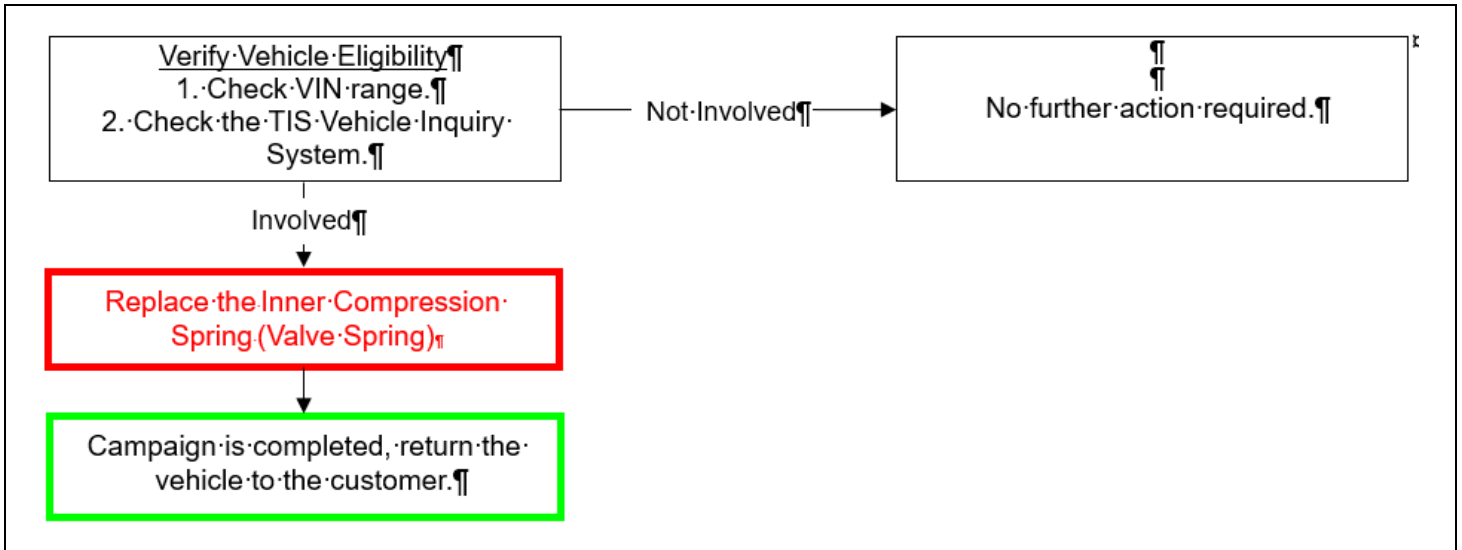 Verify·Vehicle·Eligibility¶
1.·Check·VIN·range.¶
2.·Check·the·TIS·Vehicle·Inquiry·
System.¶
Not·Involved¶
¶
¶
No·further·action·required.¶
¤
Involved¶
Replace·the·Inner·Compression·
Spring·(Valve·Spring)¶
Campaign·is·completed,·return·the·
vehicle·to·the·customer.¶